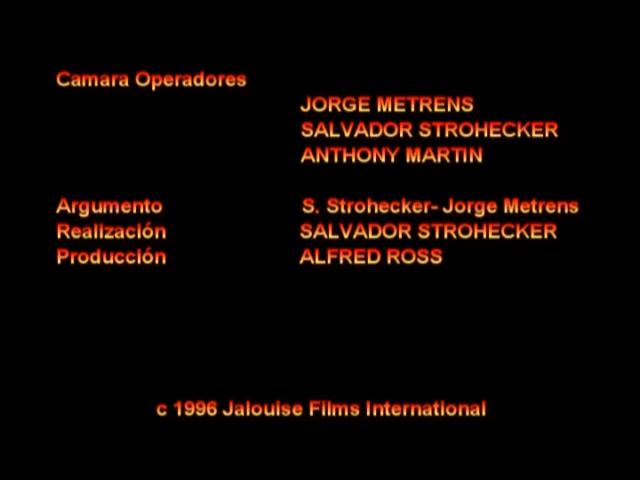 Camara Operadores
JORGE METRENS
SALVADOR STROHECKER
ANTHONY MARTIN
Argumento S. Strohecker- Jorge Metrens
Realización SALVADOR STROHECKER
Producción ALFRED ROSS
c 1996 Jalouise Films International